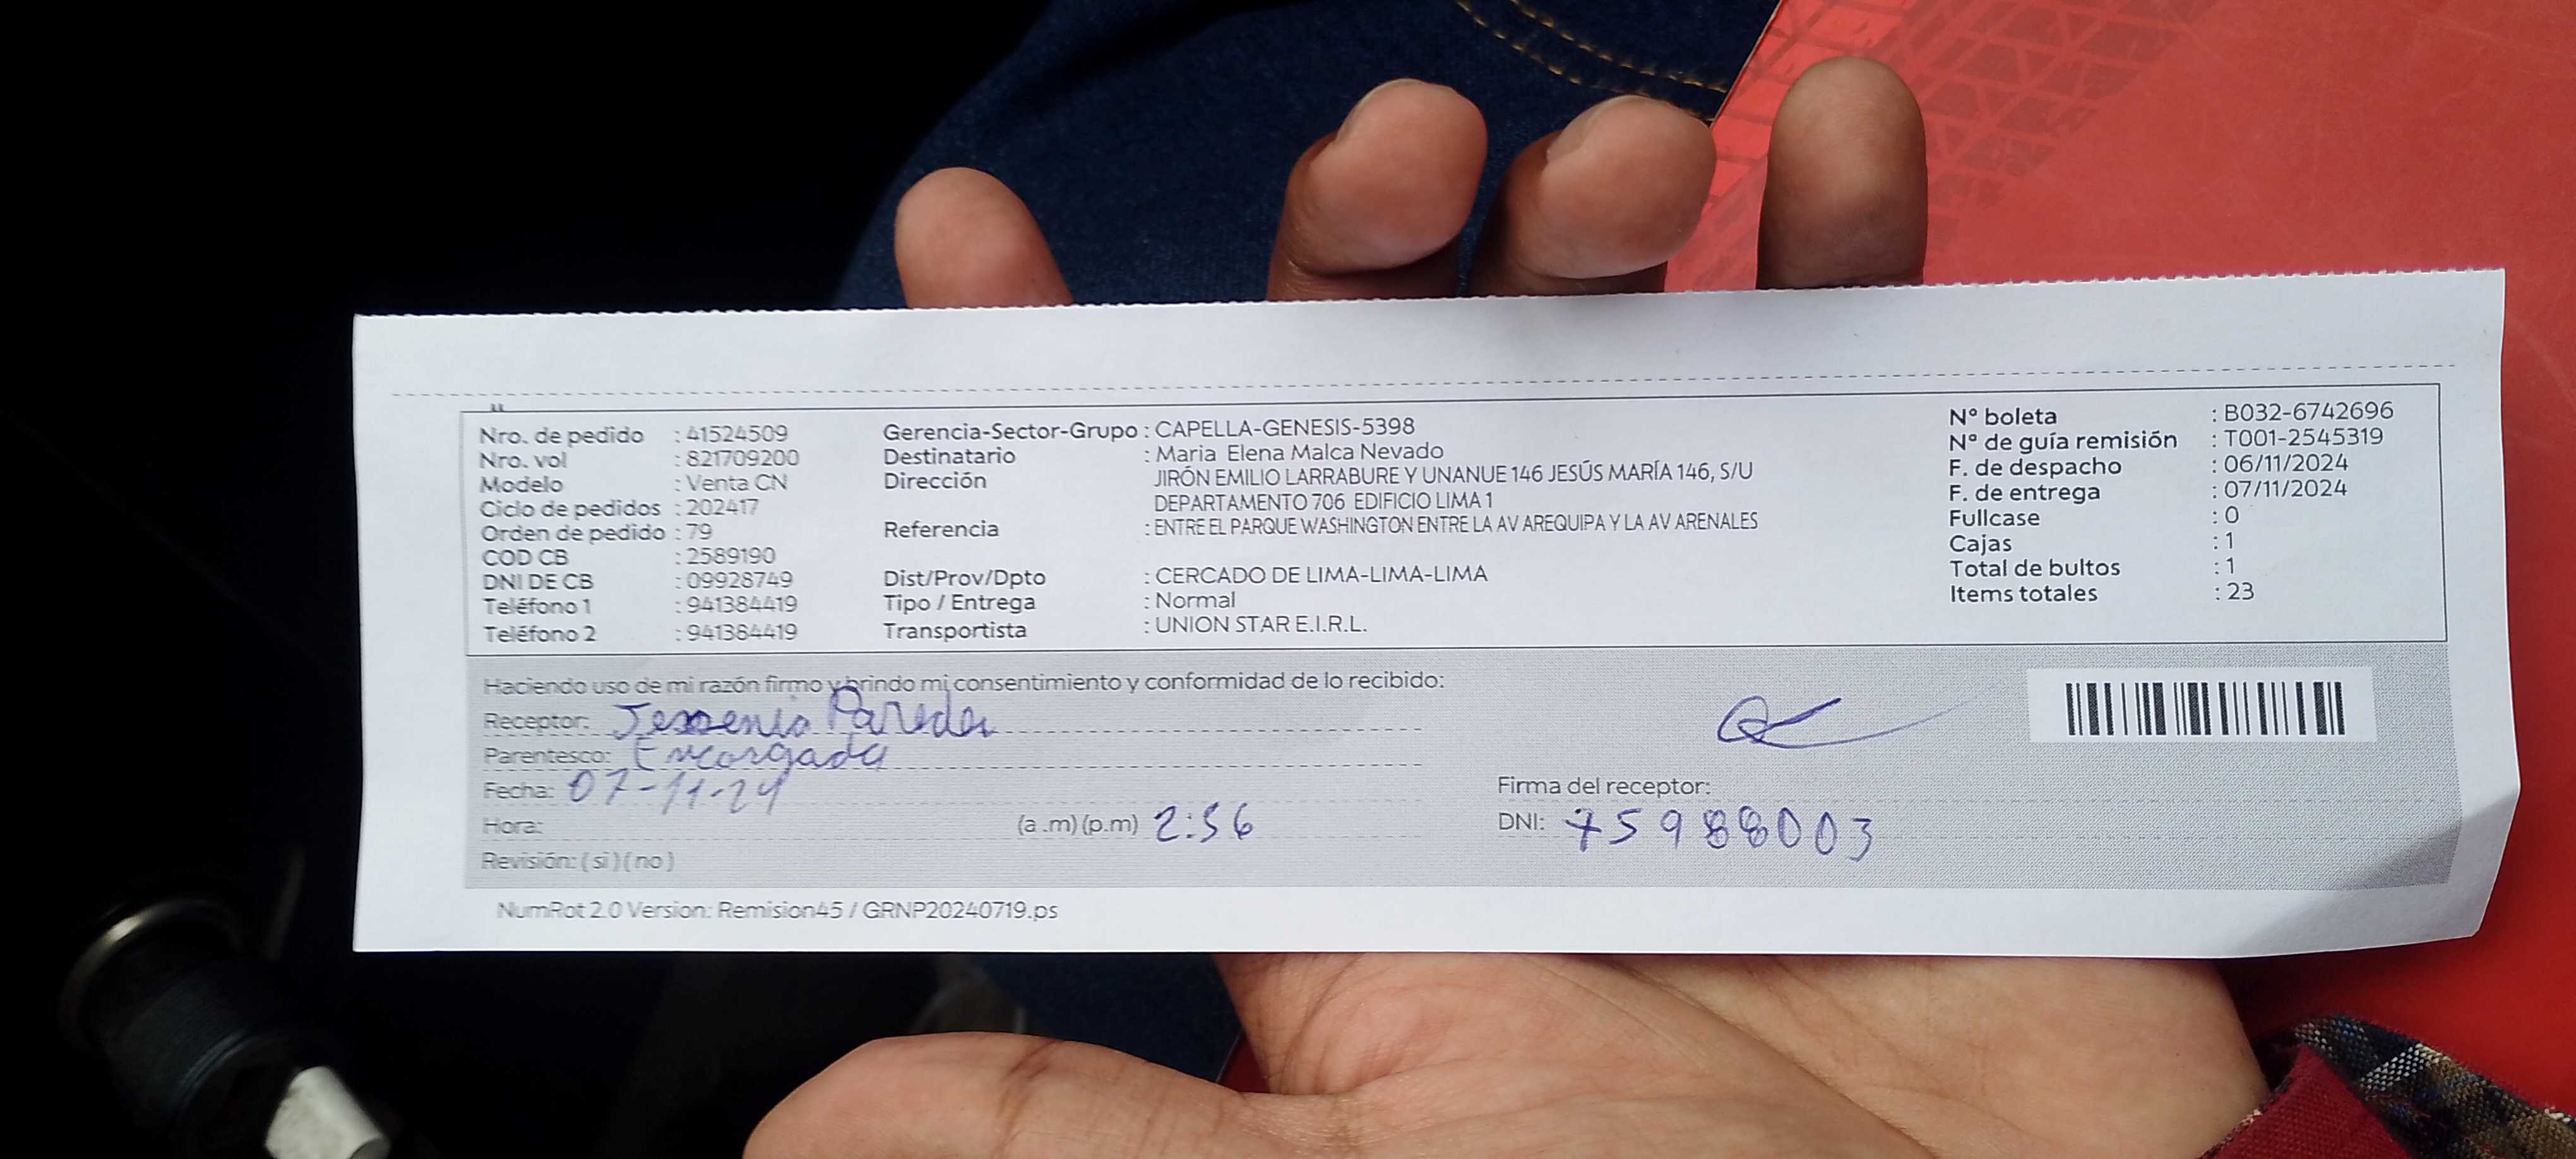 Nro. de pedido : 41524509
Nro. vol : 821709200
Modelo : Venta CN
Ciclo de pedidos : 202417
Orden de pedido : 79
COD CB : 2589190
DNI DE CB : 09928749
Teléfono 1 : 941384419
Teléfono 2 : 941384419
Gerencia-Sector-Grupo : CAPELLA-GENESIS-5398
Destinatario : Maria Elena Malca Nevado
Dirección JIRÓN EMILIO LARRABURE Y UNANUE 146 JESÚS MARÍA 146, S/U
DEPARTAMENTO 706 EDIFICIO LIMA 1
Referencia : ENTRE EL PARQUE WASHINGTON ENTRE LA AV AREQUIPA Y LA AV ARENALES
Dist/Prov/Dpto : CERCADO DE LIMA-LIMA-LIMA
Tipo / Entrega : Normal
Transportista : UNION STAR E.I.R.L.
N° boleta : B032-6742696
N° de guía remisión : T001-2545319
F. de despacho : 06/11/2024
F. de entrega : 07/11/2024
Fullcase : 0
Cajas : 1
Total de bultos : 1
Items totales : 23
Haciendo uso de mi razón firmo y brindo mi consentimiento y conformidad de lo recibido:
Receptor: Jessenia Paredes
Parentesco: Encargada
Fecha: 07-11-24
Hora: (a .m) (p.m) 2:56
Revisión: ( si ) ( no )
Firma del receptor:
DNI: 75988003
NumRot 2.0 Version: Remision45 / GRNP20240719.ps